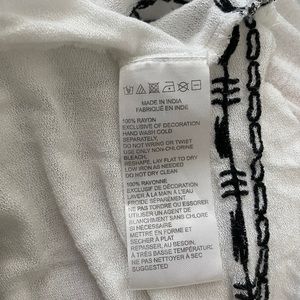 MADE IN INDIA
FABRIQUÉ EN INDE
100% RAYON
EXCLUSIVE OF DECORATION
HAND WASH COLD
SEPARATELY,
DO NOT WRING OR TWIST
USE ONLY NON-CHLORINE
BLEACH,
RESHAPE, LAY FLAT TO DRY
LOW IRON AS NEEDED
DO NOT DRY CLEAN
100% RAYONNE
EXCLUSIF DE DÉCORATION
LAVER À LA MAIN À L'EAU
FROIDE SÉPARÉMENT
NE PAS TORDRE OU ESSORER
UTILISER UN AGENT DE
BLANCHIMENT SANS CHLORE
SI NECESSAIRE
METTRE EN FORME ET
SECHER À PLAT,
REPASSER, AU BESOIN
À TRÈS BASSE TEMPÉRATURE
NE PAS NETTOYER À SEC
SUGGESTED